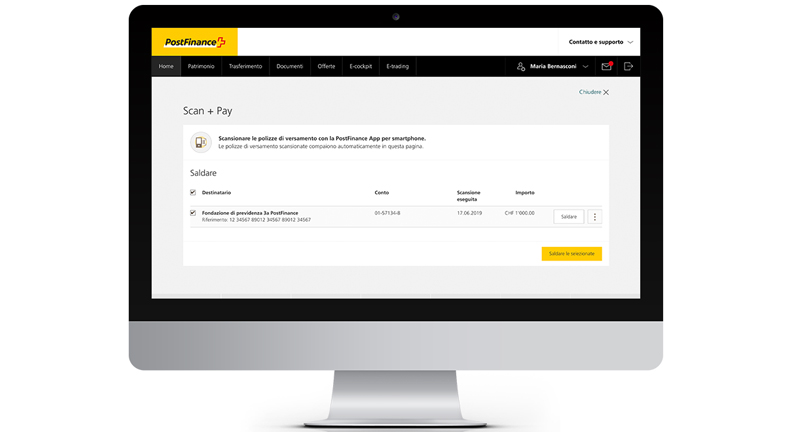 PostFinance
Contatto e supporto
Home Patrimonio Trasferimento Documenti Offerte E-cockpit E-trading Maria Bernasconi
Chiudere
Scan + Pay
Scansionare le polizze di versamento con la PostFinance App per smartphone.
Le polizze di versamento scansionate compaiono automaticamente in questa pagina.
Saldare
Destinatario Conto Scansione eseguita Importo
Fondazione di previdenza 3a PostFinance 01-57134-8 17.06.2019 CHF 1'000.00 Saldare
Riferimento: 12 34567 89012 34567 89012 34567
Saldare le selezionate